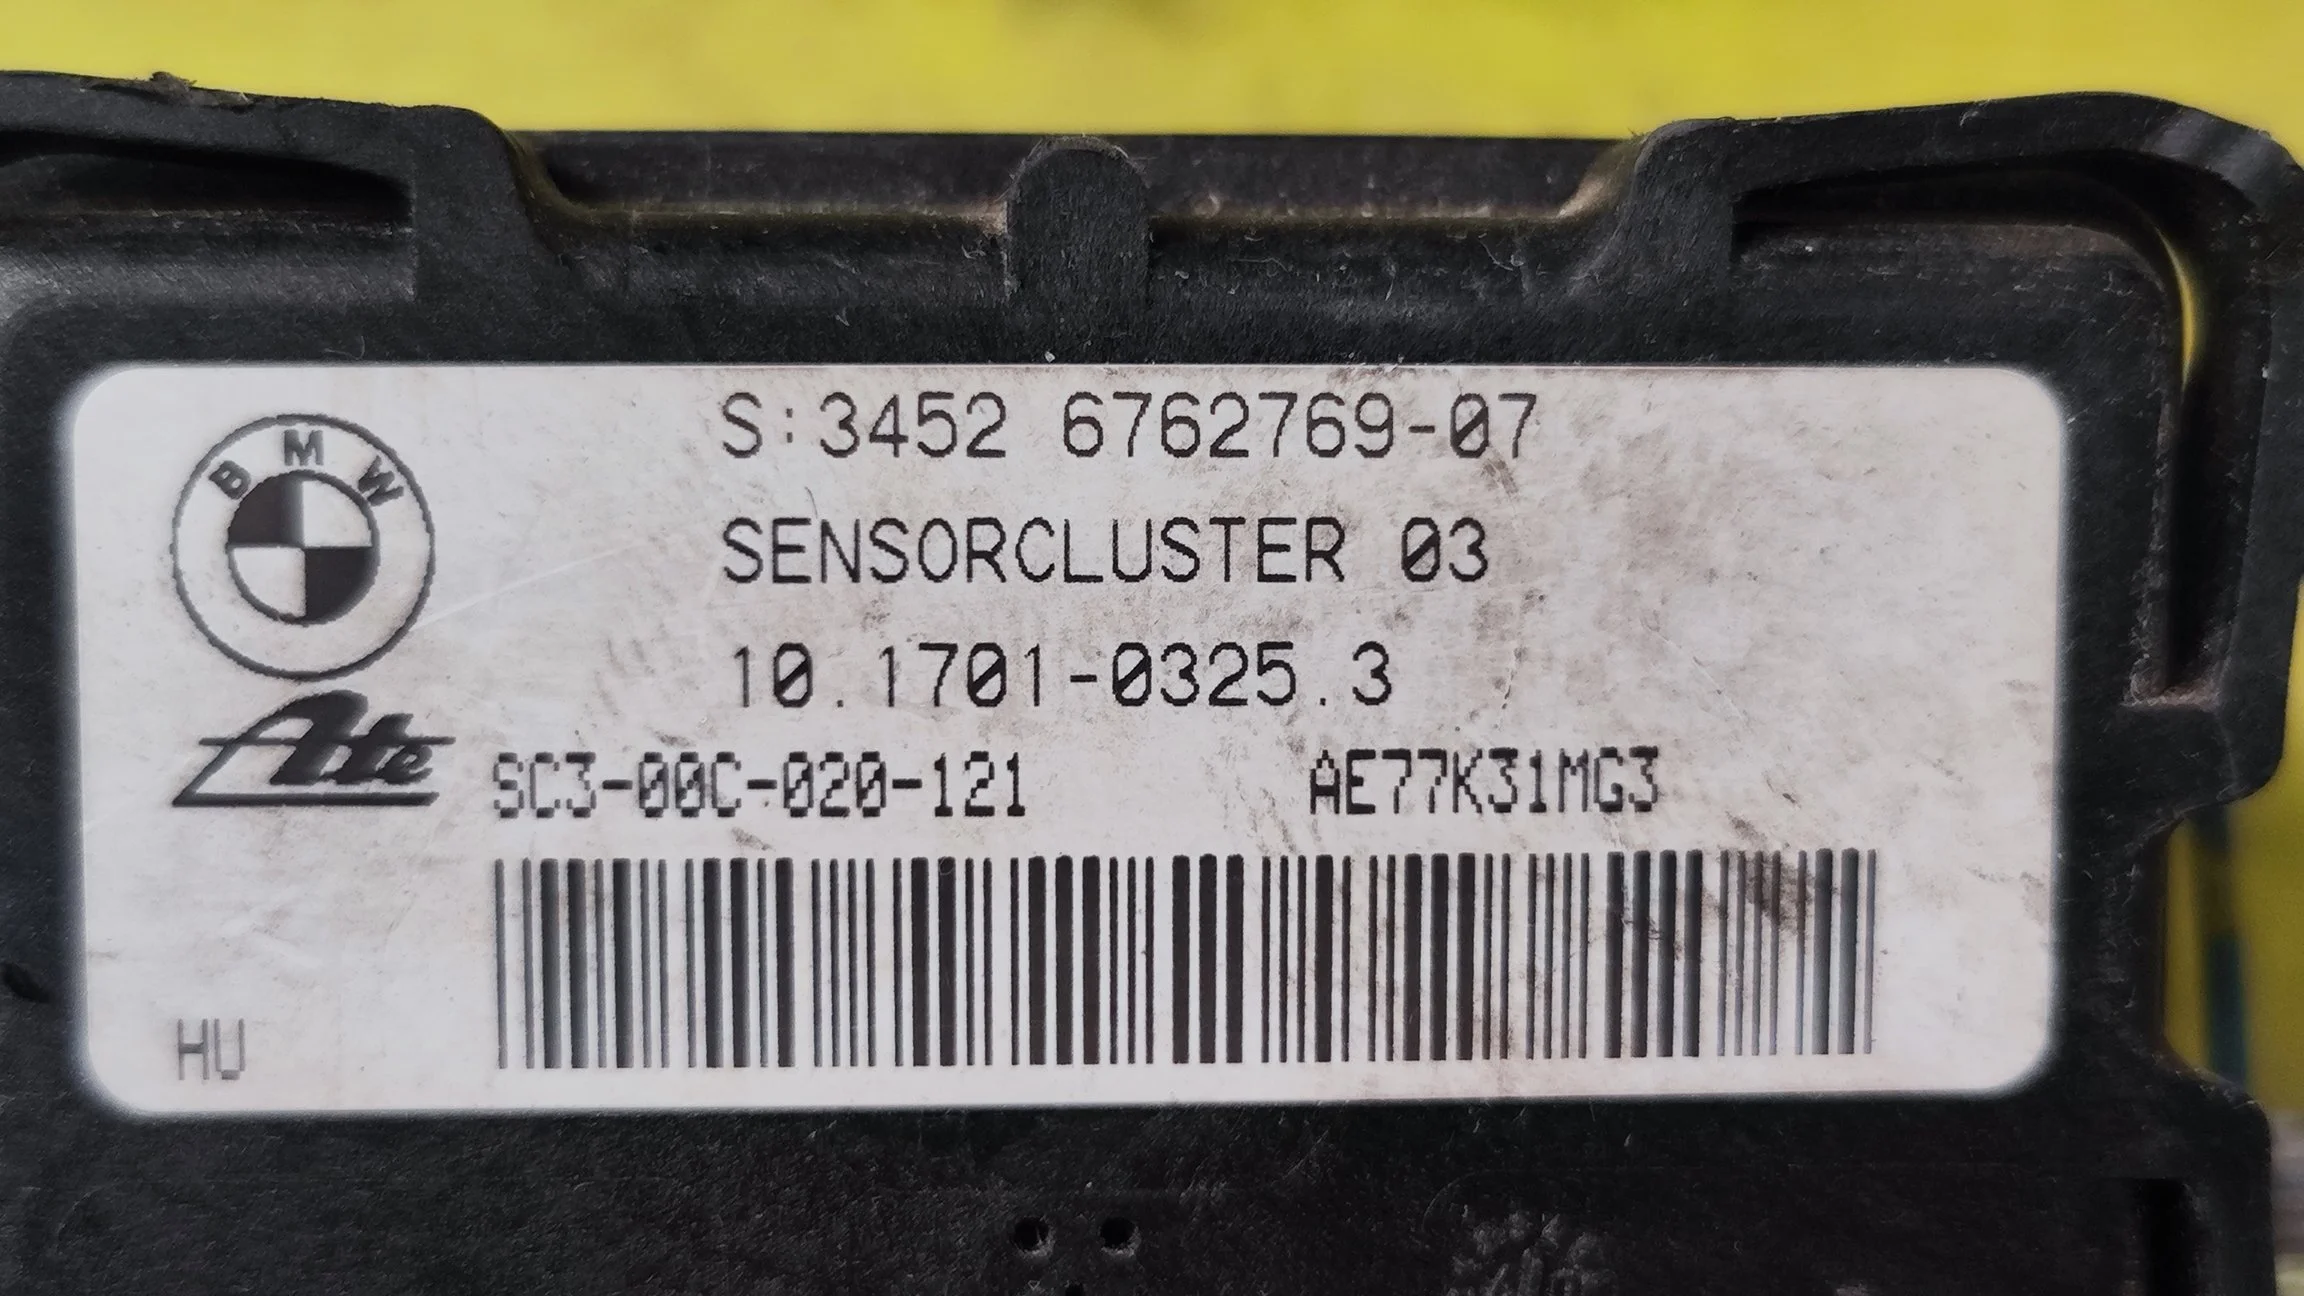 BMW
S:3452 6762769-07
SENSORCLUSTER 03
10.1701-0325.3
Ate
SC3-00C-020-121 AE77K31MG3
HU